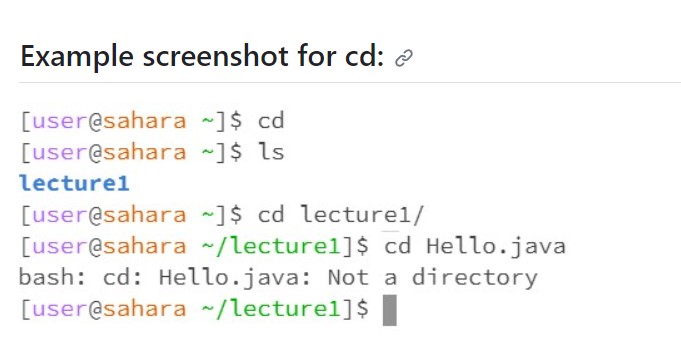 Example screenshot for cd:
[user@sahara ~]$ cd
[user@sahara ~]$ ls
lecture1
[user@sahara ~]$ cd lecture1/
[user@sahara ~/lecture1]$ cd Hello.java
bash: cd: Hello.java: Not a directory
[user@sahara ~/lecture1]$